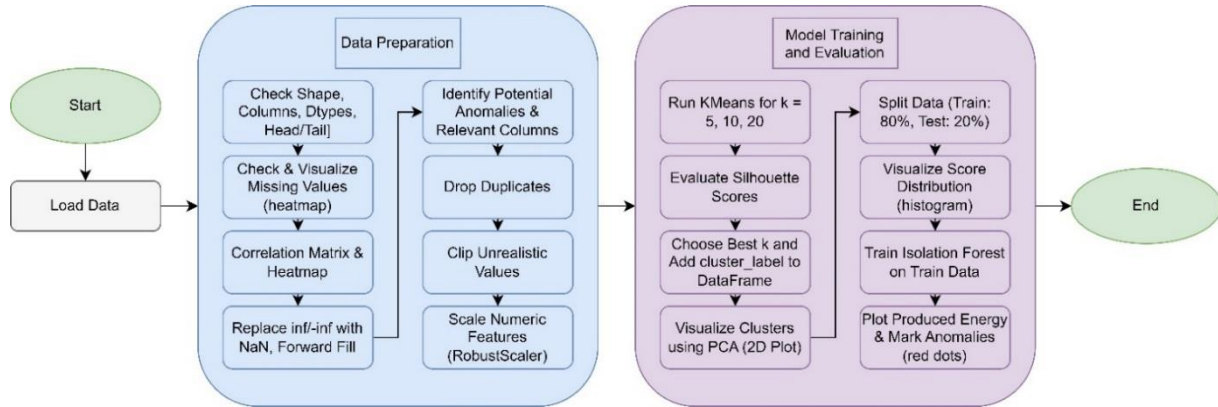 Start
Load Data
Data Preparation
Check Shape,
Columns, Dtypes,
Head/Tail]
Check & Visualize
Missing Values
(heatmap)
Correlation Matrix &
Heatmap
Replace inf/-inf with
NaN, Forward Fill
Identify Potential
Anomalies &
Relevant Columns
Drop Duplicates
Clip Unrealistic
Values
Scale Numeric
Features
(RobustScaler)
Model Training
and Evaluation
Run KMeans for k =
5, 10, 20
Evaluate Silhouette
Scores
Choose Best k and
Add cluster_label to
DataFrame
Visualize Clusters
using PCA (2D Plot)
Split Data (Train:
80%, Test: 20%)
Visualize Score
Distribution
(histogram)
Train Isolation Forest
on Train Data
Plot Produced Energy
& Mark Anomalies
(red dots)
End